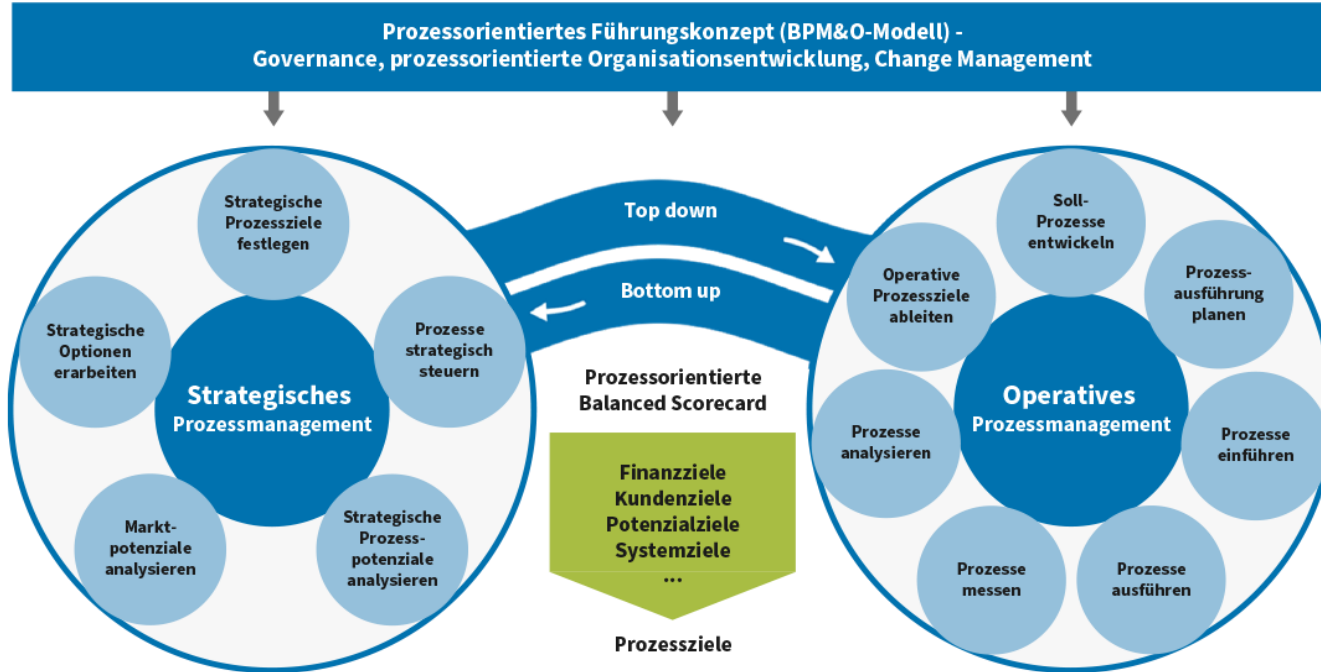 Prozessorientiertes Führungskonzept (BPM&O-Modell) -
Governance, prozessorientierte Organisationsentwicklung, Change Management
Strategische
Prozessziele
festlegen
Strategische
Optionen
erarbeiten
Prozesse
strategisch
steuern
Strategisches
Prozessmanagement
Markt-
potenziale
analysieren
Strategische
Prozess-
potenziale
analysieren
Top down
Bottom up
Prozessorientierte
Balanced Scorecard
Finanzziele
Kundenziele
Potenzialziele
Systemziele
...
Prozessziele
Soll-
Prozesse
entwickeln
Operative
Prozessziele
ableiten
Prozess-
ausführung
planen
Operatives
Prozessmanagement
Prozesse
analysieren
Prozesse
einführen
Prozesse
messen
Prozesse
ausführen